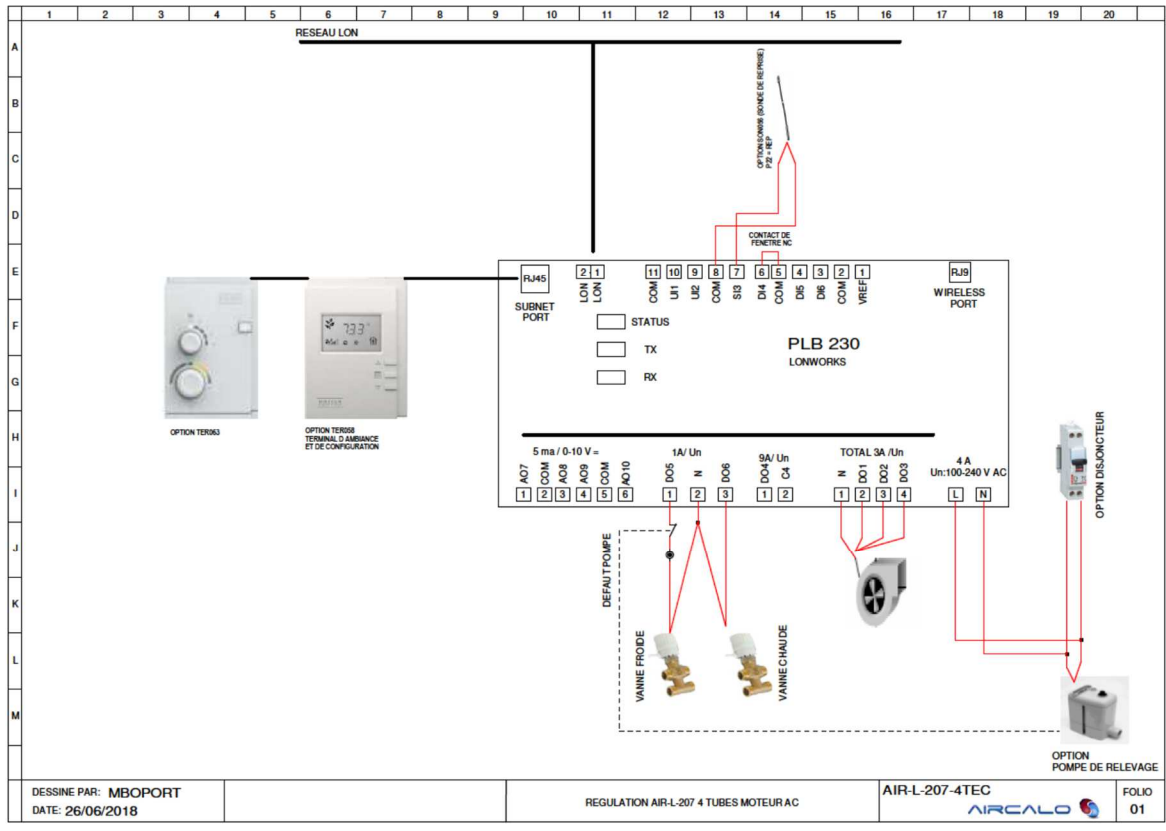 1 2 3 4 5 6 7 8 9 10 11 12 13 14 15 16 17 18 19 20
A
B
C
D
E
F
G
H
I
J
K
L
M
RESEAU LON
OPTION SON056 (SONDE DE REPRISE)
P22 = REP
CONTACT DE
FENETRE NC
RJ45
SUBNET
PORT
2 1
LON
LON
11 10 9 8 7 6 5 4 3 2 1
COM
UI1
UI2
COM
SI3
DI4
COM
DI5
DI6
COM
VREF
RJ9
WIRELESS
PORT
STATUS
TX
RX
PLB 230
LONWORKS
73.3°
OPTION TER063
OPTION TER058
TERMINAL D AMBIANCE
ET DE CONFIGURATION
5 ma / 0-10 V =
AO7
COM
AO8
AO9
COM
AO10
1 2 3 4 5 6
1A/ Un
DO5
N
DO6
1 2 3
9A/ Un
DO4
C4
1 2
TOTAL 3A /Un
N
DO1
DO2
DO3
1 2 3 4
4 A
Un:100-240 V AC
L N
OPTION DISJONCTEUR
DEFAUT POMPE
VANNE FROIDE
VANNE CHAUDE
OPTION
POMPE DE RELEVAGE
DESSINE PAR: MBOPORT
DATE: 26/06/2018
REGULATION AIR-L-207 4 TUBES MOTEUR AC
AIR-L-207-4TEC
AIRCALO
FOLIO
01